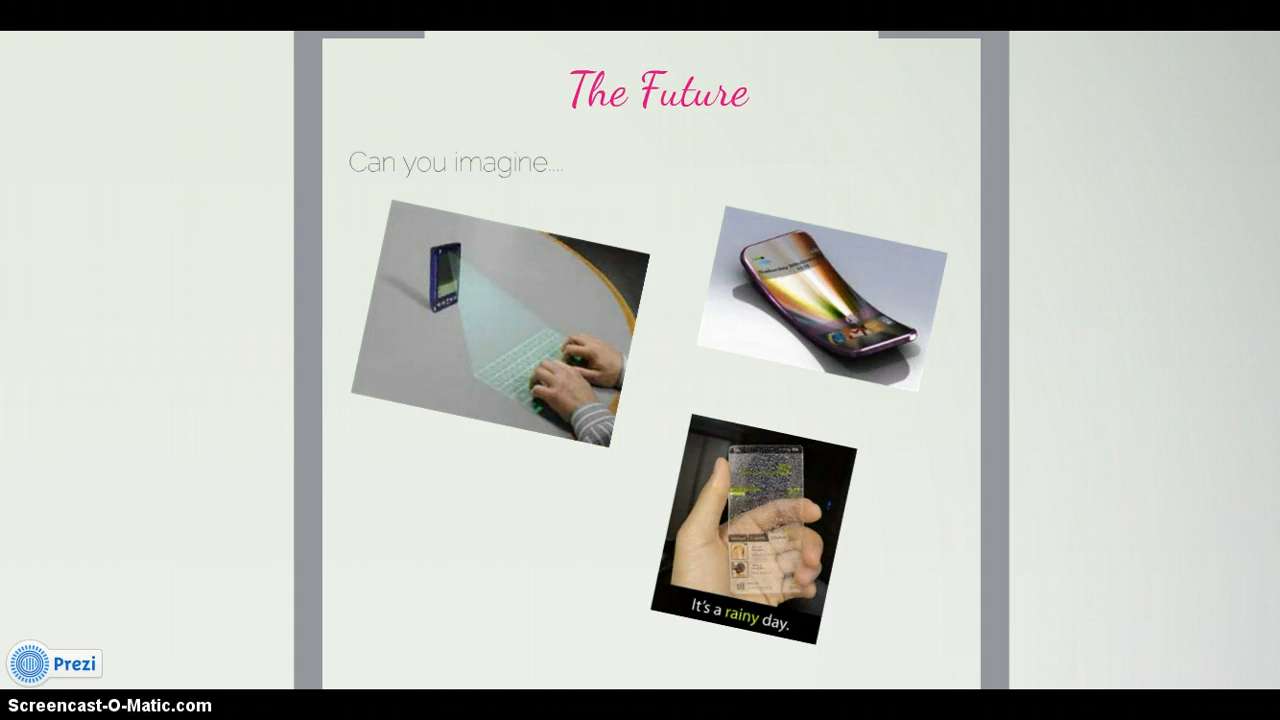 The Future
Can you imagine....
It's a rainy day.
Prezi
Screencast-O-Matic.com